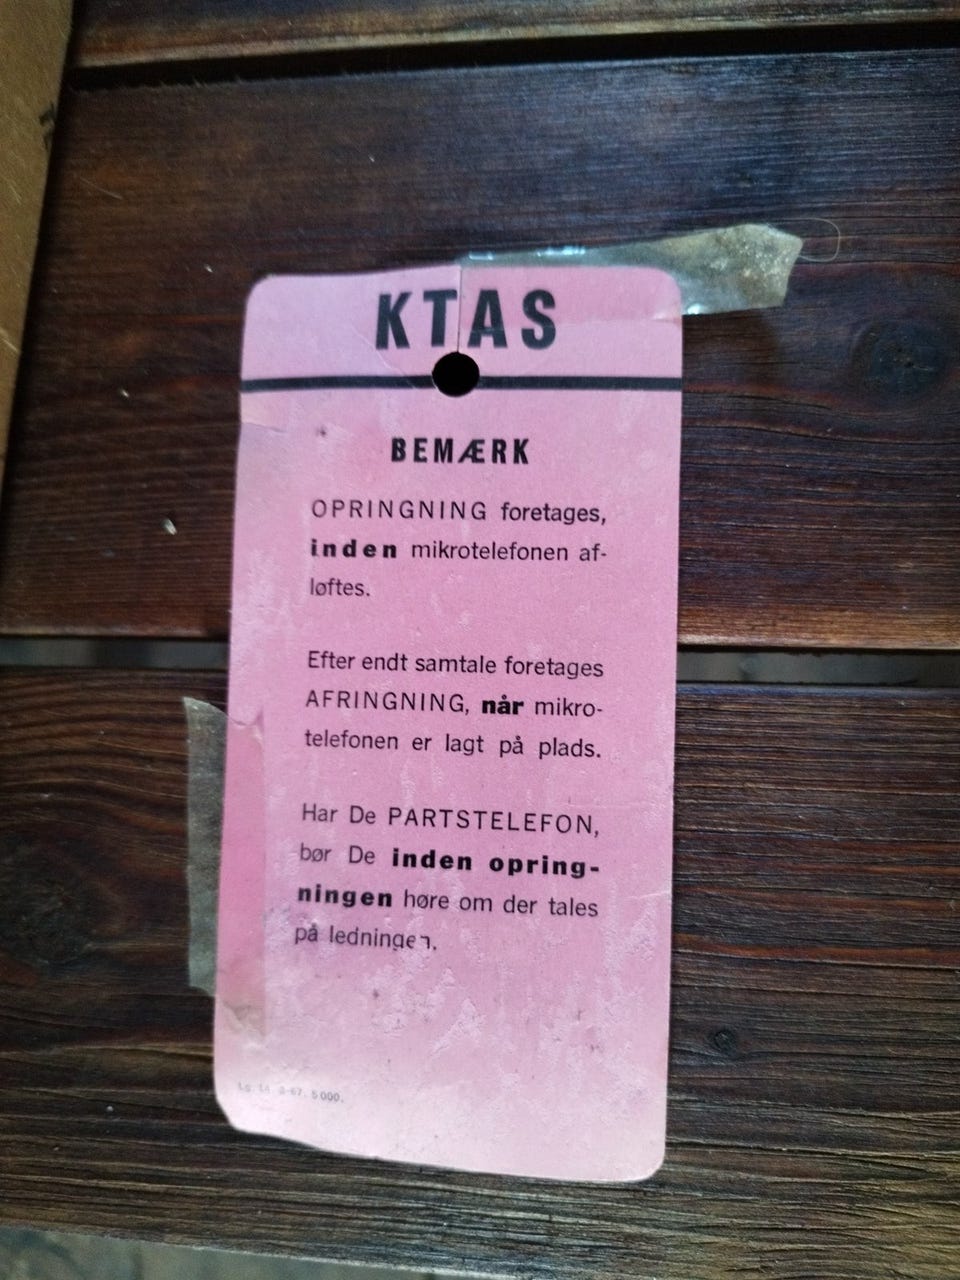 KTAS
BEMÆRK
OPRINGNING foretages,
inden mikrotelefonen af-
løftes.
Efter endt samtale foretages
AFRINGNING, når mikro-
telefonen er lagt på plads.
Har De PARTSTELEFON,
bør De inden opring-
ningen høre om der tales
på ledningen.
5000.